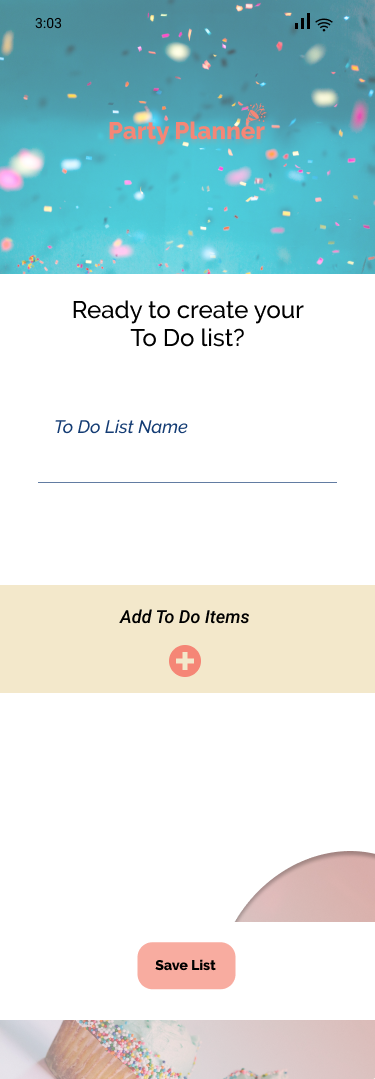 3:03
Party Planner
Ready to create your
To Do list?
To Do List Name
Add To Do Items
Save List